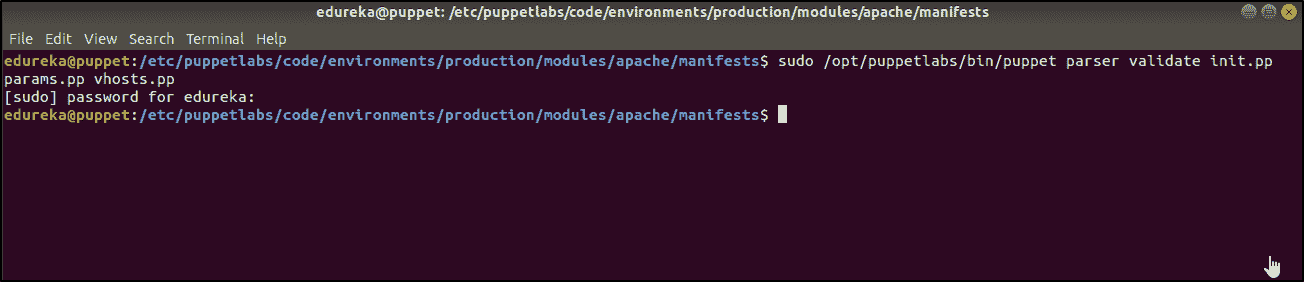 edureka@puppet: /etc/puppetlabs/code/environments/production/modules/apache/manifests
File Edit View Search Terminal Help
edureka@puppet:/etc/puppetlabs/code/environments/production/modules/apache/manifests$ sudo /opt/puppetlabs/bin/puppet parser validate init.pp
params.pp vhosts.pp
[sudo] password for edureka:
edureka@puppet:/etc/puppetlabs/code/environments/production/modules/apache/manifests$